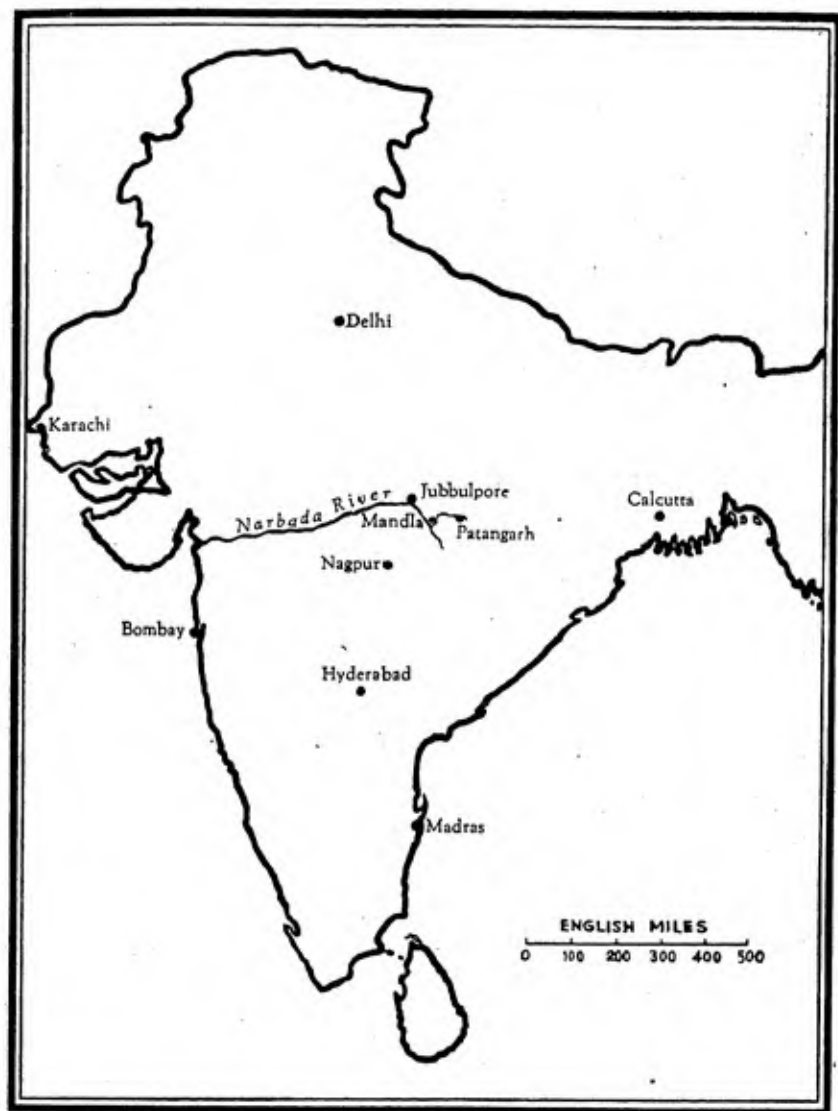 Delhi
Karachi
Jubbulpore
Narbada River
Calcutta
Mandla
Patangarh
Nagpur
Bombay
Hyderabad
Madras
ENGLISH MILES
0 100 200 300 400 500